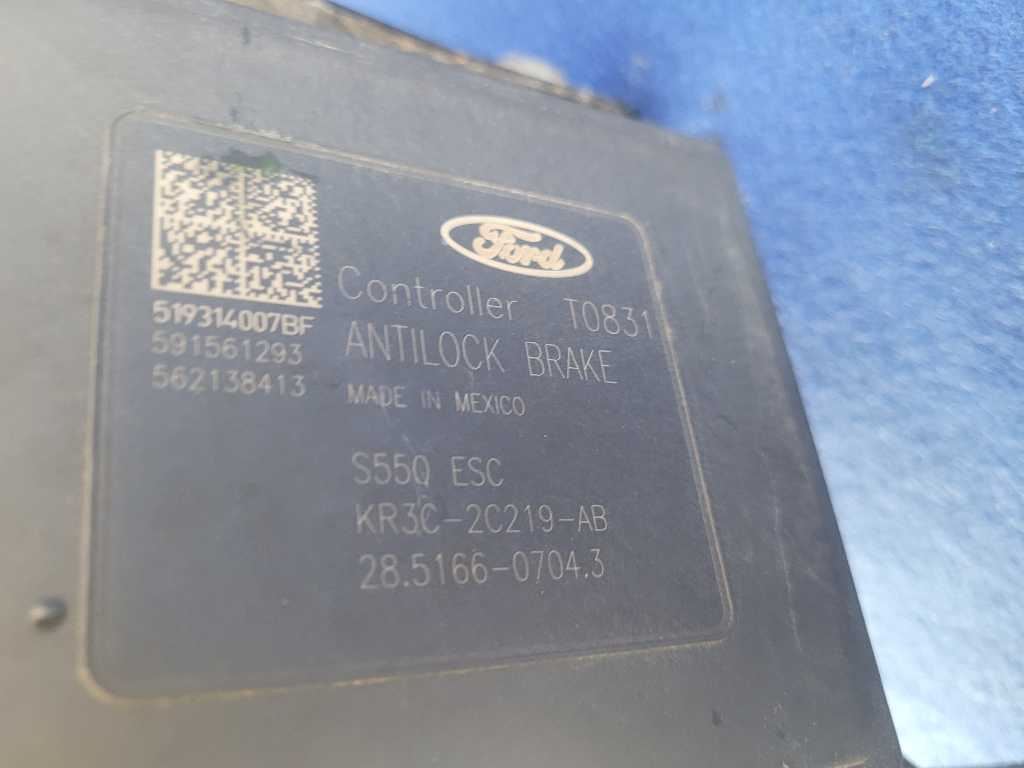 Ford
Controller T0831
ANTILOCK BRAKE
MADE IN MEXICO
519314007BF
591561293
562138413
S550 ESC
KR3C-2C219-AB
28.5166-0704.3